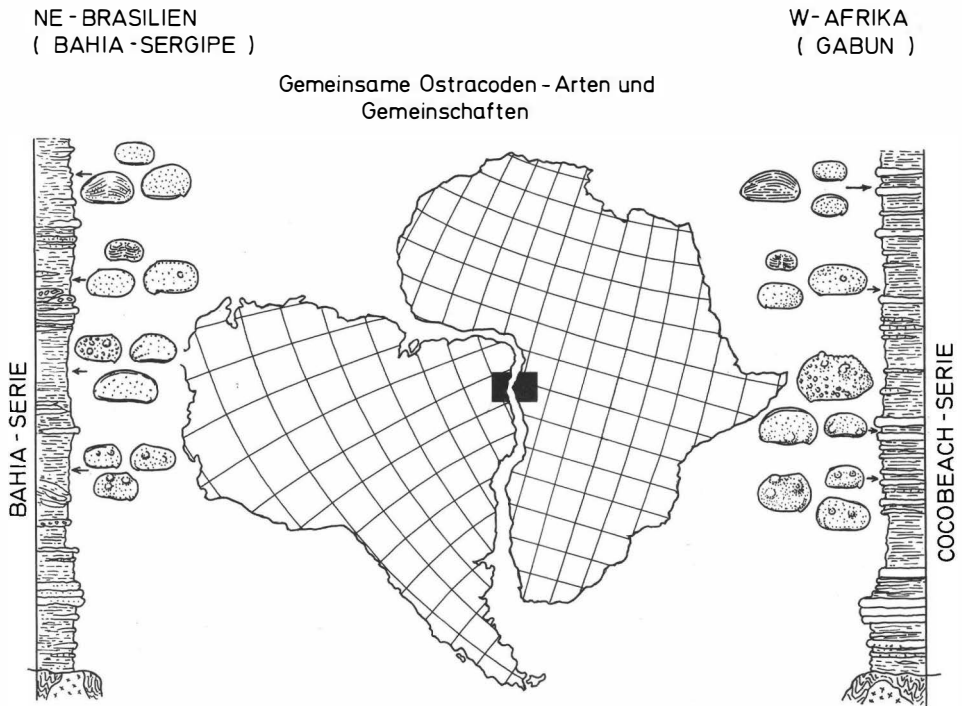 NE-BRASILIEN
( BAHIA-SERGIPE )
W-AFRIKA
( GABUN )
Gemeinsame Ostracoden-Arten und
Gemeinschaften
BAHIA-SERIE
COCOBEACH-SERIE